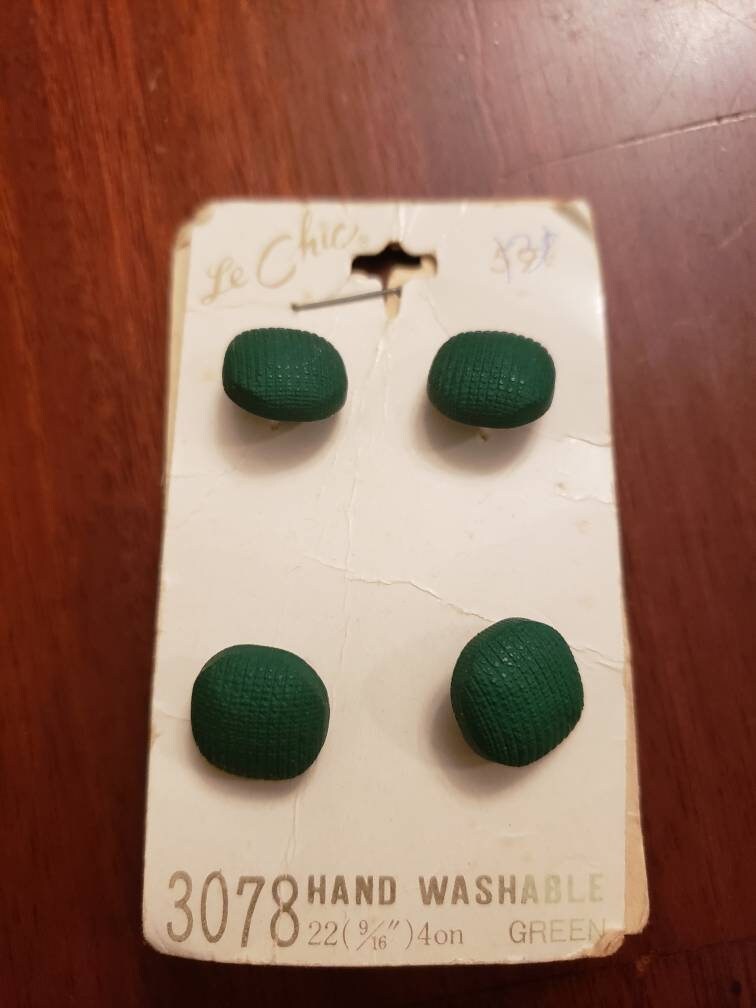 Le Chic
3078 HAND WASHABLE
22(9/16")4on GREEN